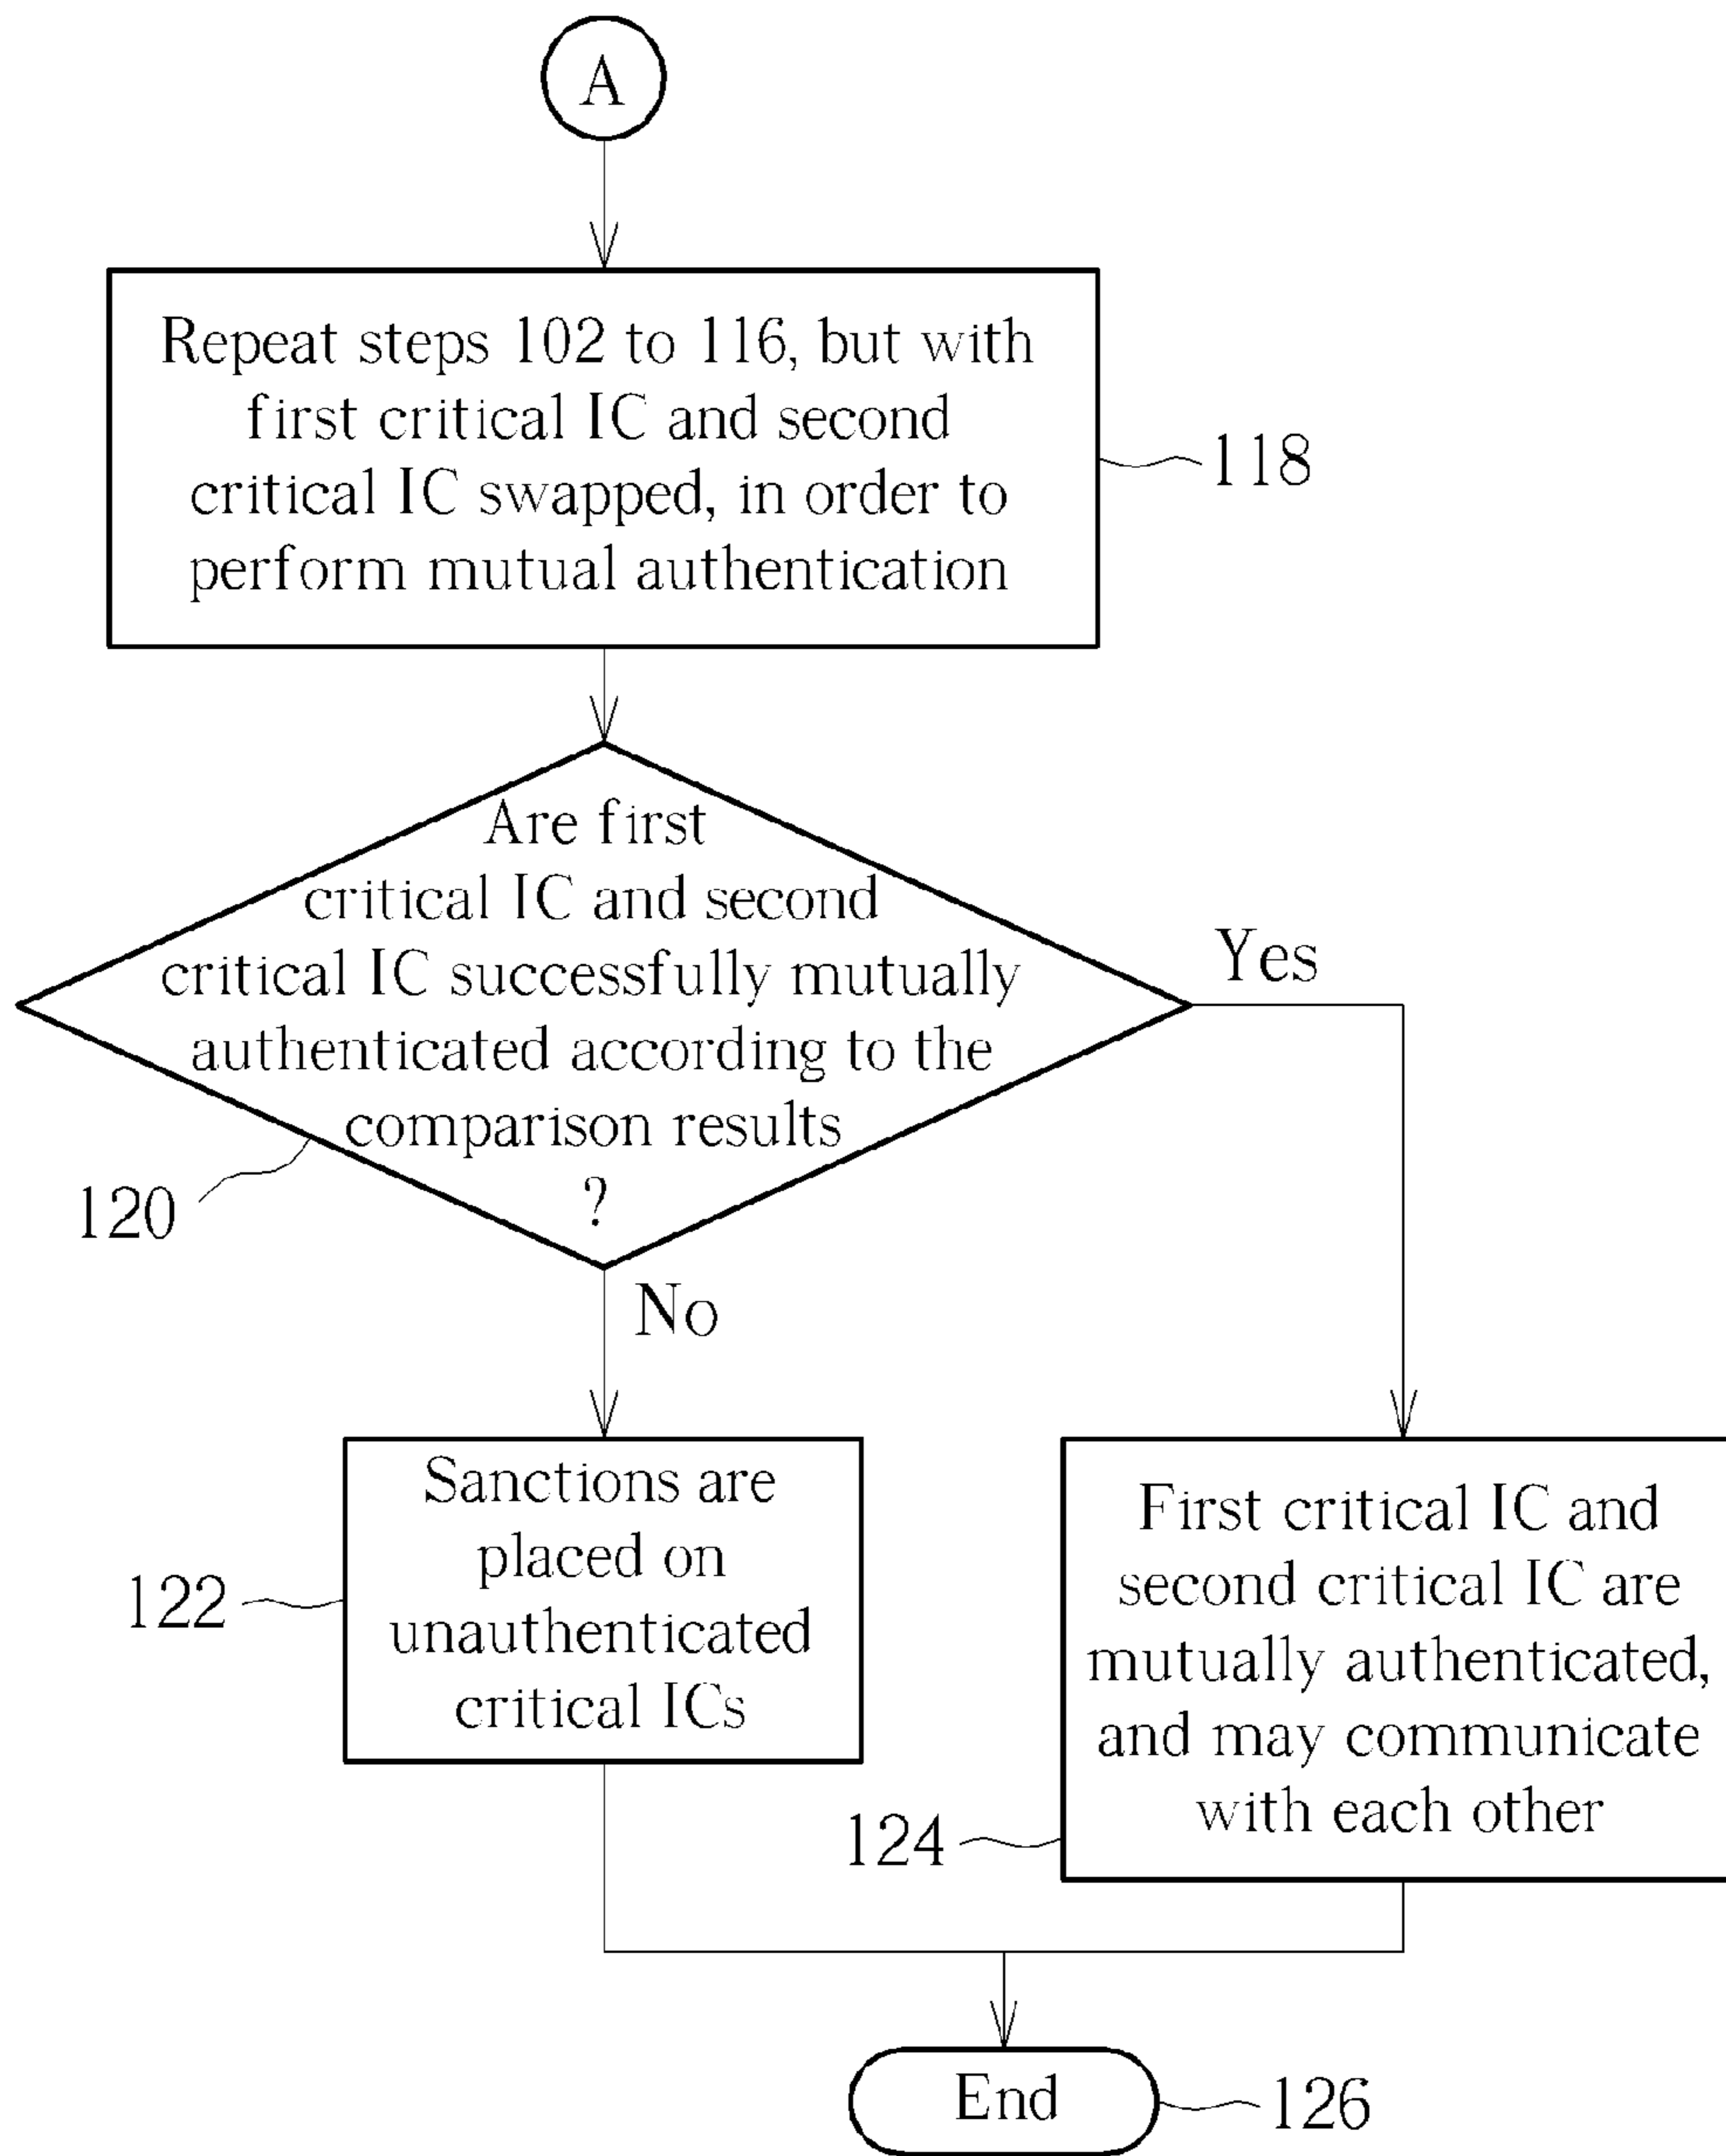 A
Repeat steps 102 to 116, but with
first critical IC and second
critical IC swapped, in order to
perform mutual authentication
118
Are first
critical IC and second
critical IC successfully mutually
authenticated according to the
comparison results
?
Yes
120
No
Sanctions are
placed on
unauthenticated
critical ICs
122
First critical IC and
second critical IC are
mutually authenticated,
and may communicate
with each other
124
End
126